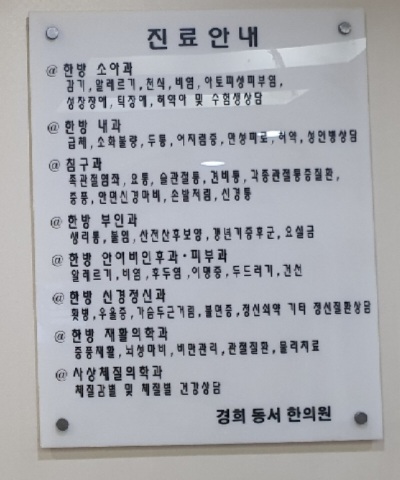 진료안내
@ 한방 소아과
감기, 알레르기, 천식, 비염, 아토피성피부염,
성장장애, 틱장애, 허약아 및 수험생상담
@ 한방 내과
급체, 소화불량, 두통, 어지럼증, 만성피로, 허약, 성인병상담
@ 침구과
족관절염좌, 요통, 슬관절통, 견비통, 각종관절통증질환,
중풍, 안면신경마비, 손발저림, 신경통
@ 한방 부인과
생리통, 불임, 산전산후보양, 갱년기증후군, 요실금
@ 한방 안이비인후과·피부과
알레르기, 비염, 후두염, 이명증, 두드러기, 건선
@ 한방 신경정신과
홧병, 우울증, 가슴두근거림, 불면증, 정신쇠약 기타 정신질환상담
@ 한방 재활의학과
중풍재활, 뇌성마비, 비만관리, 관절질환, 물리치료
@ 사상체질의학과
체질감별 및 체질별 건강상담
경희 동서 한의원